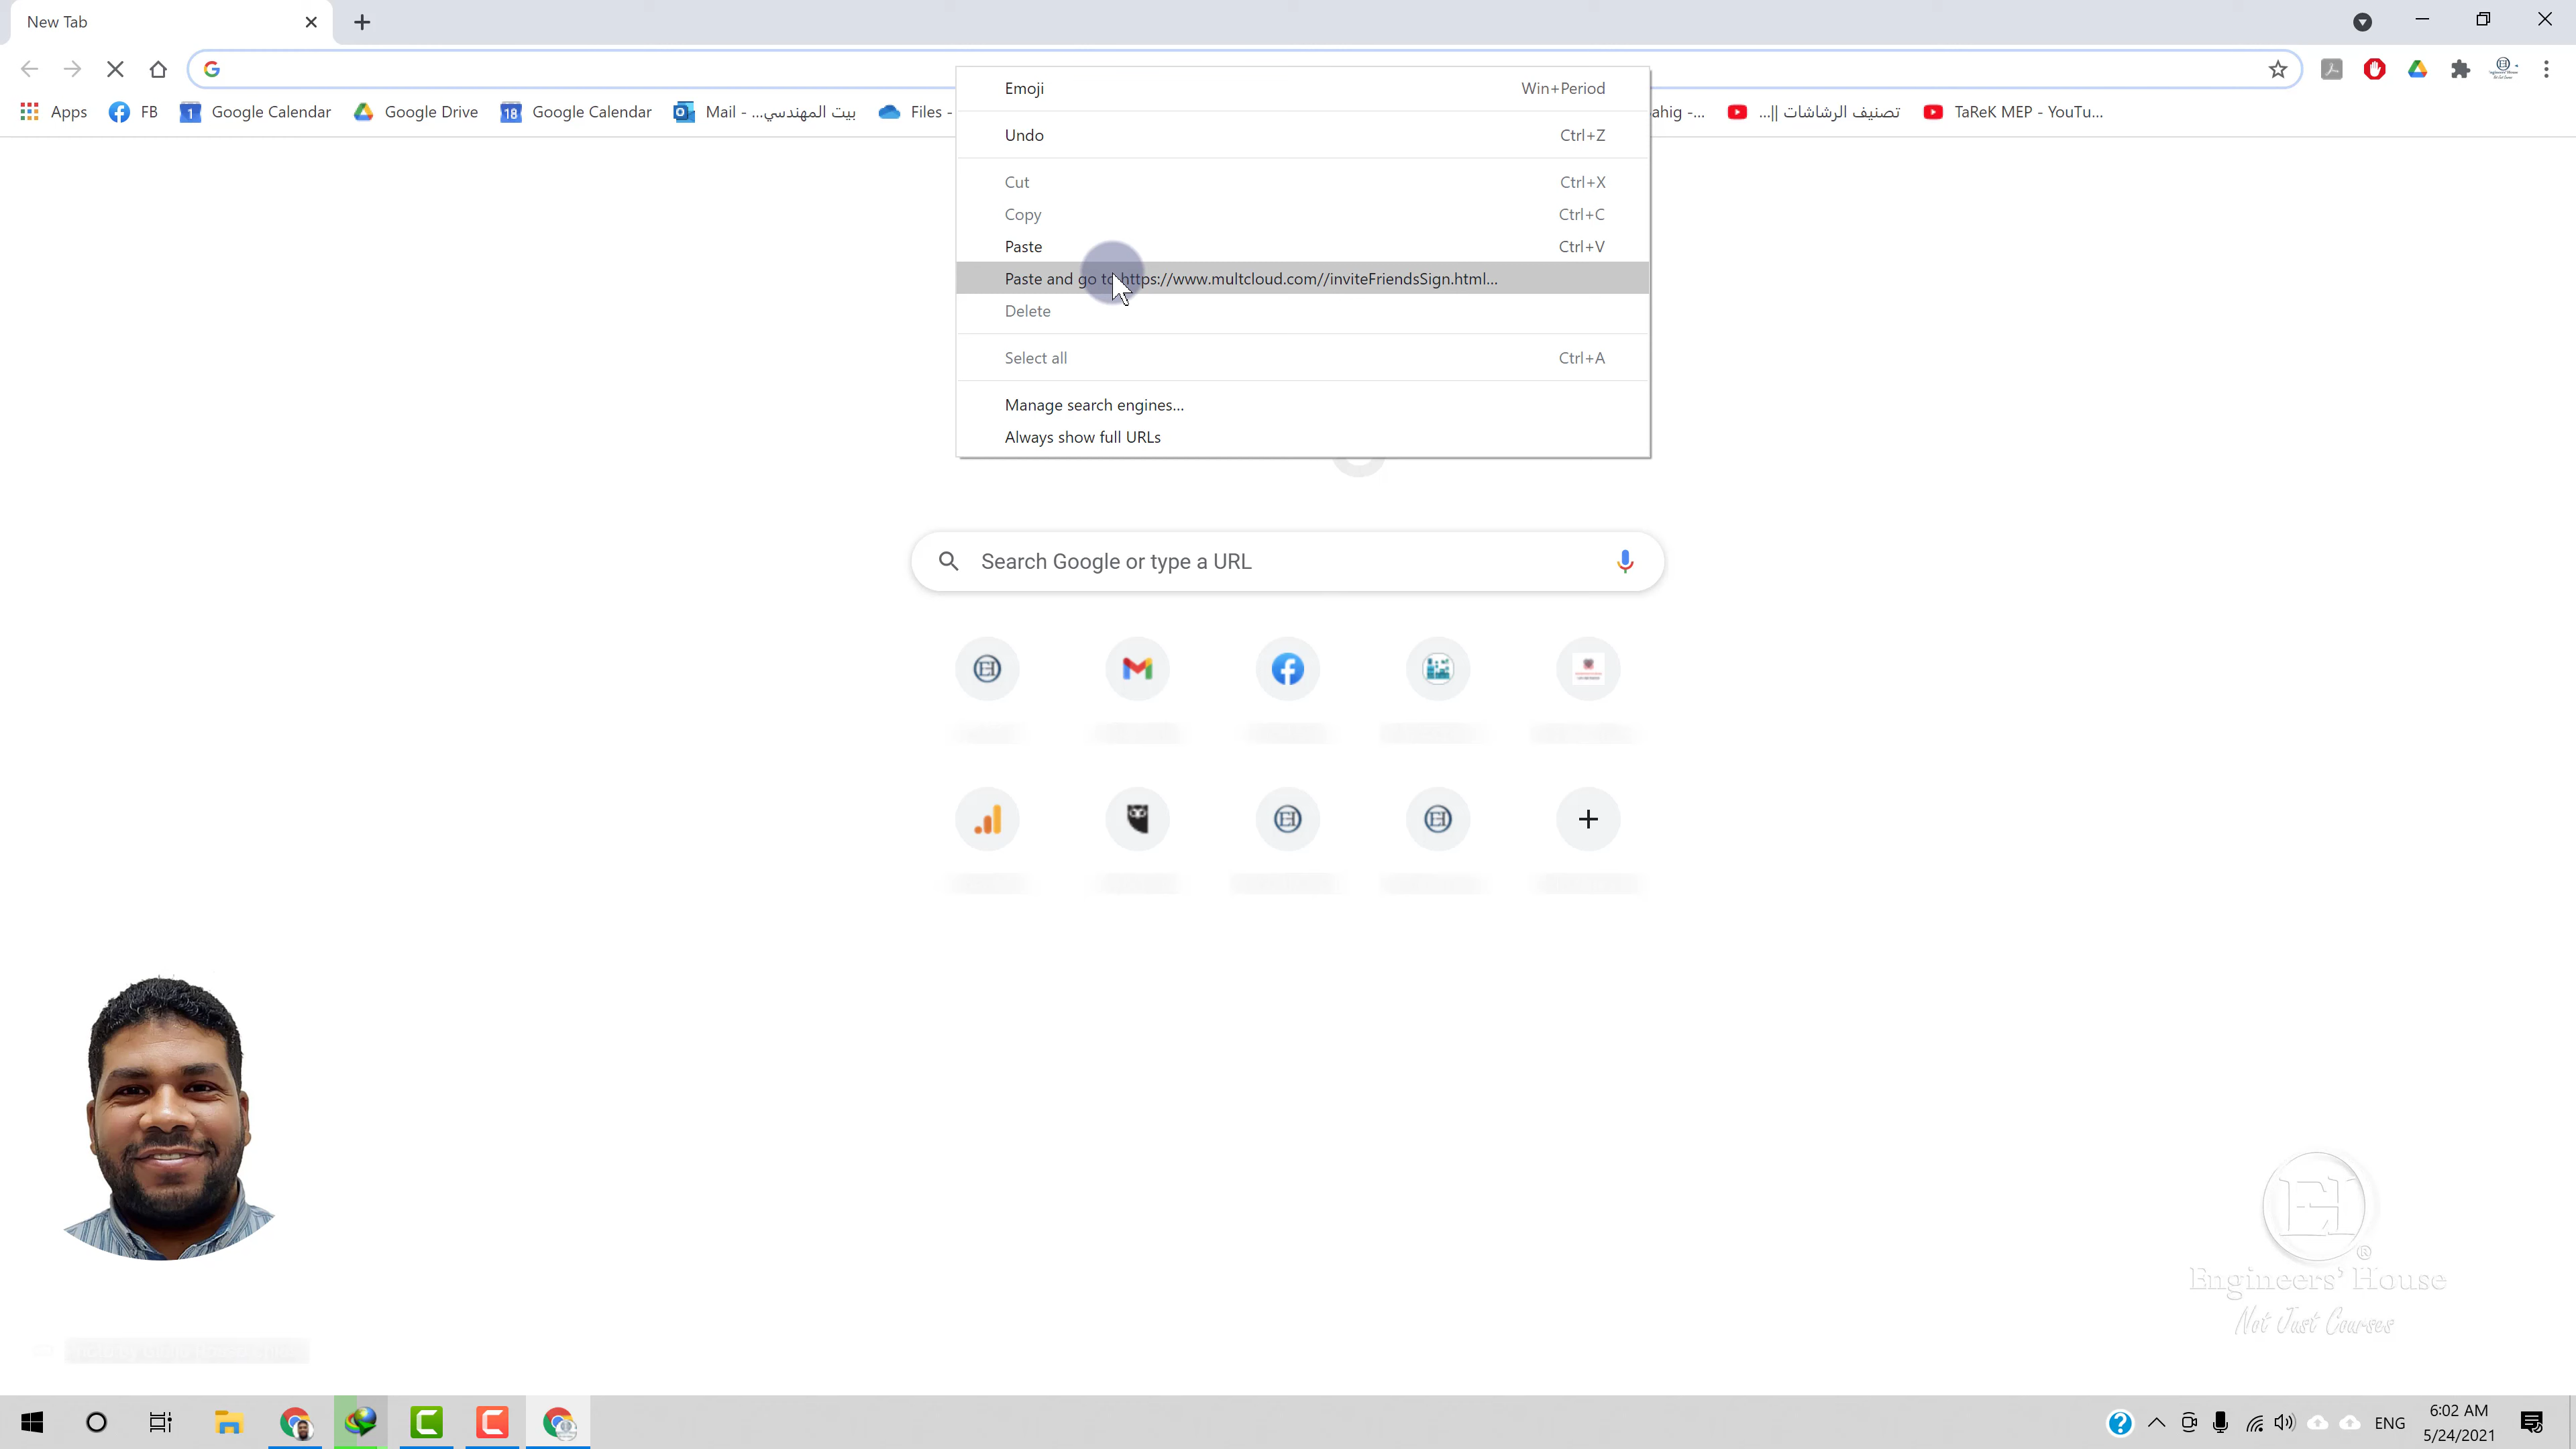 New Tab
Apps
FB
1
Google Calendar
Google Drive
18
Google Calendar
Mail - ...بيت المهندسي
Files -
ahig -...
...|| تصنيف الرشاشات
TaReK MEP - YouTu...
Emoji Win+Period
Undo Ctrl+Z
Cut Ctrl+X
Copy Ctrl+C
Paste Ctrl+V
Paste and go to https://www.multcloud.com//inviteFriendsSign.html...
Delete
Select all Ctrl+A
Manage search engines...
Always show full URLs
Search Google or type a URL
EH
®
Engineers' House
Not Just Courses
ENG
6:02 AM
5/24/2021